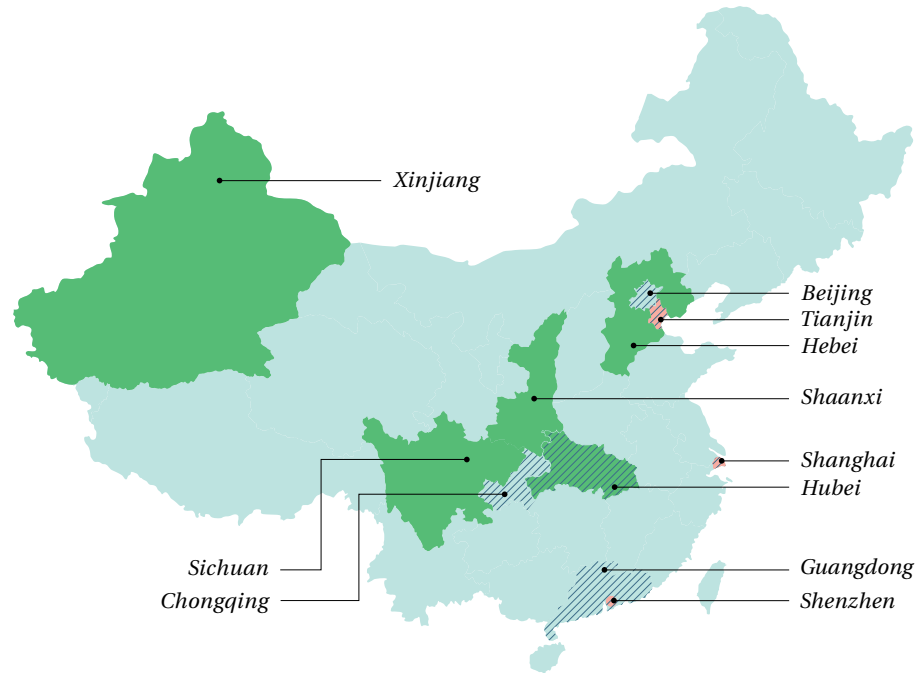 Xinjiang
Beijing
Tianjin
Hebei
Shaanxi
Shanghai
Hubei
Guangdong
Sichuan
Shenzhen
Chongqing